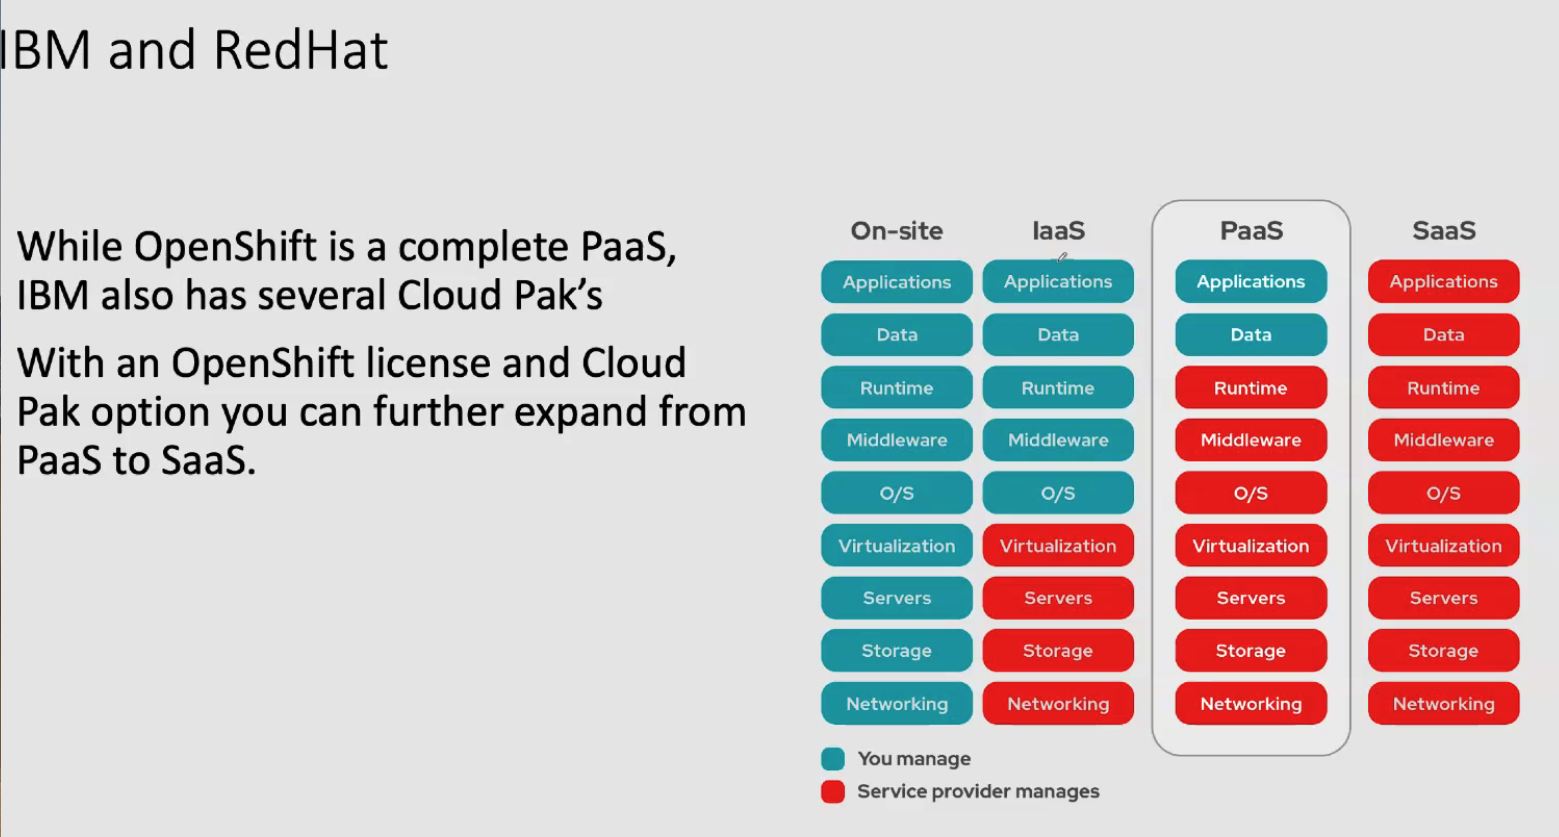 IBM and RedHat
While OpenShift is a complete PaaS,
IBM also has several Cloud Pak’s
With an OpenShift license and Cloud
Pak option you can further expand from
PaaS to SaaS.
On-site IaaS PaaS SaaS
Applications Applications Applications Applications
Data Data Data Data
Runtime Runtime Runtime Runtime
Middleware Middleware Middleware Middleware
O/S O/S O/S O/S
Virtualization Virtualization Virtualization Virtualization
Servers Servers Servers Servers
Storage Storage Storage Storage
Networking Networking Networking Networking
You manage
Service provider manages